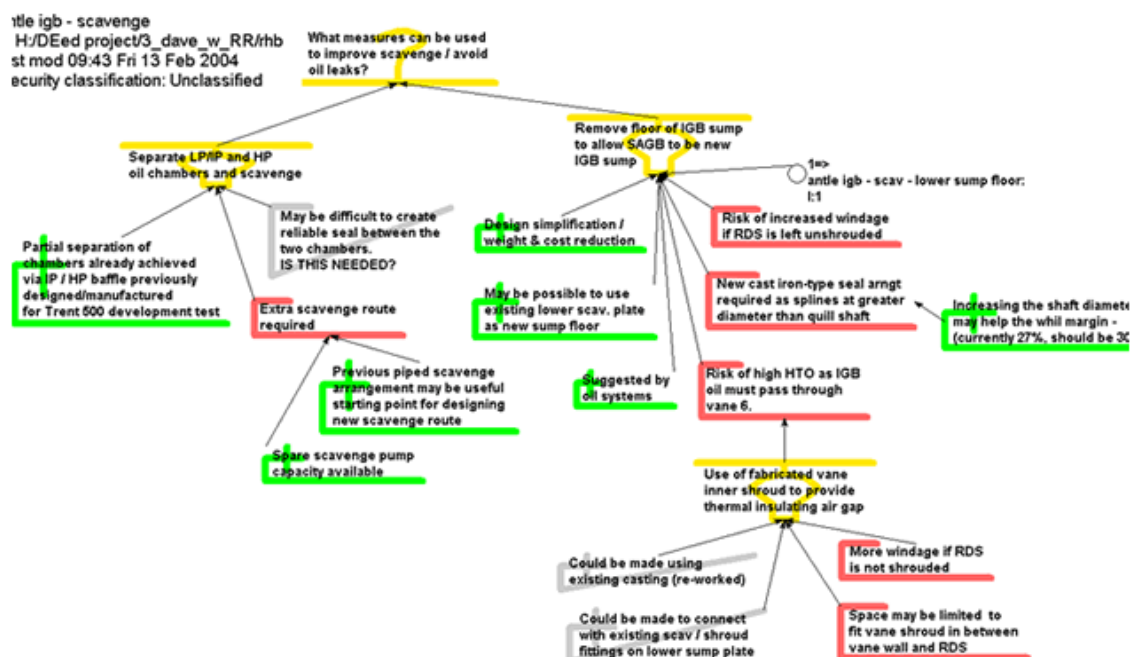 ntle igb - scavenge
H:/DEed project/3_dave_w_RR/rhb
st mod 09:43 Fri 13 Feb 2004
ecurity classification: Unclassified
What measures can be used
to improve scavenge / avoid
oil leaks?
Separate LP/IP and HP
oil chambers and scavenge
Remove floor of IGB sump
to allow SAGB to be new
IGB sump
1=>
antle igb - scav - lower sump floor:
I:1
Partial separation of
chambers already achieved
via IP / HP baffle previously
designed/manufactured
for Trent 500 development test
May be difficult to create
reliable seal between the
two chambers.
IS THIS NEEDED?
Extra scavenge route
required
Previous piped scavenge
arrangement may be useful
starting point for designing
new scavenge route
Spare scavenge pump
capacity available
Design simplification /
weight & cost reduction
May be possible to use
existing lower scav. plate
as new sump floor
Suggested by
oil systems
Risk of increased windage
if RDS is left unshrouded
New cast iron-type seal arngt
required as splines at greater
diameter than quill shaft
Increasing the shaft diamete
may help the whil margin -
(currently 27%, should be 30
Risk of high HTO as IGB
oil must pass through
vane 6.
Use of fabricated vane
inner shroud to provide
thermal insulating air gap
Could be made using
existing casting (re-worked)
Could be made to connect
with existing scav / shroud
fittings on lower sump plate
More windage if RDS
is not shrouded
Space may be limited to
fit vane shroud in between
vane wall and RDS